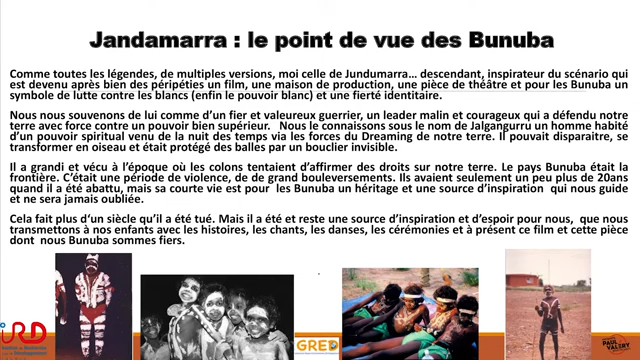 Jandamarra : le point de vue des Bunuba
Comme toutes les légendes, de multiples versions, moi celle de Jundumarra… descendant, inspirateur du scénario qui
est devenu après bien des péripéties un film, une maison de production, une pièce de théâtre et pour les Bunuba un
symbole de lutte contre les blancs (enfin le pouvoir blanc) et une fierté identitaire.
Nous nous souvenons de lui comme d'un fier et valeureux guerrier, un leader malin et courageux qui a défendu notre
terre avec force contre un pouvoir bien supérieur. Nous le connaissons sous le nom de Jalgangurru un homme habité
d'un pouvoir spiritual venu de la nuit des temps via les forces du Dreaming de notre terre. Il pouvait disparaitre, se
transformer en oiseau et était protégé des balles par un bouclier invisible.
Il a grandi et vécu à l'époque où les colons tentaient d'affirmer des droits sur notre terre. Le pays Bunuba était la
frontière. C'était une période de violence, de de grand bouleversements. Ils avaient seulement un peu plus de 20ans
quand il été abattu, mais sa courte vie est pour les Bunuba un héritage et une source d'inspiration qui nous guide
et ne sera jamais oubliée.
Cela fait plus d'un siècle qu'il a été tué. Mais il a été et reste une source d'inspiration et d'espoir pour nous, que nous
transmettons à nos enfants avec les histoires, les chants, les danses, les cérémonies et à présent ce film et cette pièce
dont nous Bunuba sommes fiers.
IRD
GRED
PAUL
VALÉRY